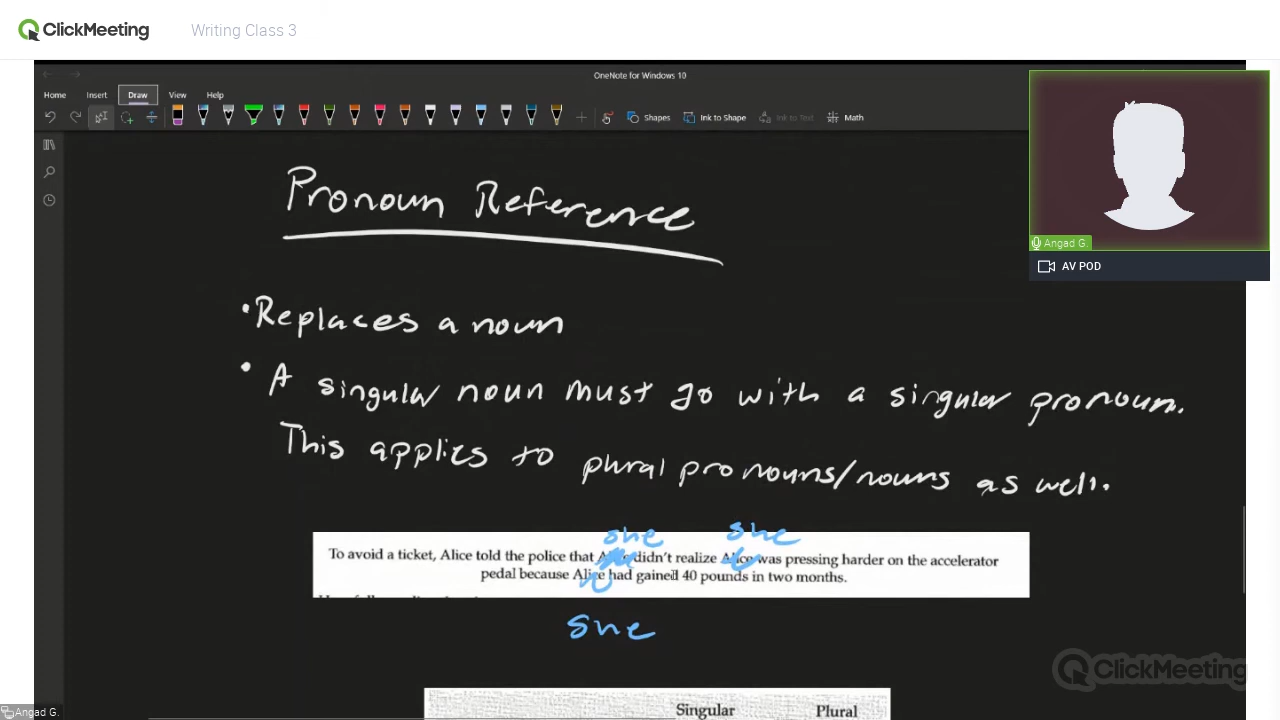 ClickMeeting
Writing Class 3
OneNote for Windows 10
Home Insert Draw View Help
Shapes Ink to Shape Ink to Text Math
Angad G.
AV POD
Pronoun Reference
• Replaces a noun
• A singular noun must go with a singular pronoun.
This applies to plural pronouns/nouns as well.
she she
To avoid a ticket, Alice told the police that Alice didn't realize Alice was pressing harder on the accelerator
pedal because Alice had gained 40 pounds in two months.
she
ClickMeeting
Singular Plural
Angad G.